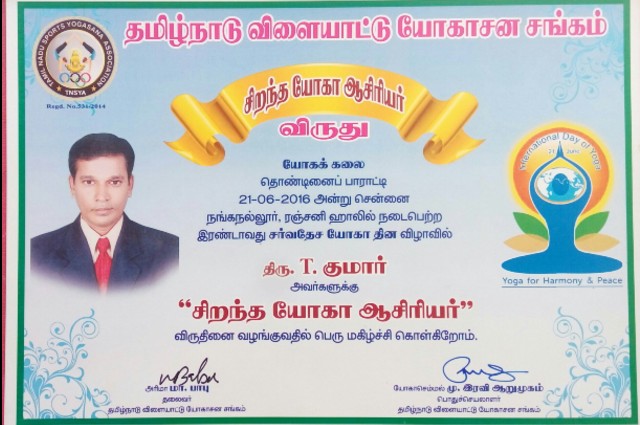 தமிழ்நாடு விளையாட்டு யோகாசன சங்கம்
TAMIL NADU SPORTS YOGASANA ASSOCIATION
TNSYA
Regd. No.334-2014
சிறந்த யோகா ஆசிரியர்
விருது
யோகக் கலை
தொண்டினைப் பாராட்டி
21-06-2016 அன்று சென்னை
நங்கநல்லூர், ரஞ்சனி ஹாலில் நடைபெற்ற
இரண்டாவது சர்வதேச யோகா தின விழாவில்
International Day of Yoga
21 June
Yoga for Harmony & Peace
திரு. T. குமார்
அவர்களுக்கு
“சிறந்த யோகா ஆசிரியர்”
விருதினை வழங்குவதில் பெரு மகிழ்ச்சி கொள்கிறோம்.
அரிமா மா. பாபு
தலைவர்
தமிழ்நாடு விளையாட்டு யோகாசன சங்கம்
யோகாசெம்மல் மு. இரவி ஆறுமுகம்
பொதுச்செயலாளர்
தமிழ்நாடு விளையாட்டு யோகாசன சங்கம்